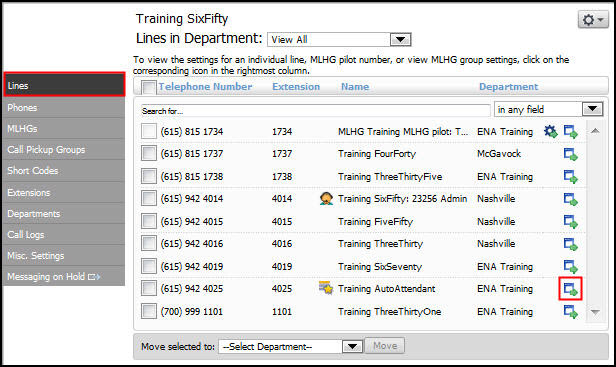 Training SixFifty
Lines in Department: View All
To view the settings for an individual line, MLHG pilot number, or view MLHG group settings, click on the
corresponding icon in the rightmost column.
Lines
Phones
MLHGs
Call Pickup Groups
Short Codes
Extensions
Departments
Call Logs
Misc. Settings
Messaging on Hold
Telephone Number Extension Name Department
Search for... in any field
(615) 815 1734 1734 MLHG Training MLHG pilot: T... ENA Training
(615) 815 1737 1737 Training FourForty McGavock
(615) 815 1738 1738 Training ThreeThirtyFive ENA Training
(615) 942 4014 4014 Training SixFifty: 23256 Admin Nashville
(615) 942 4015 4015 Training FiveFifty Nashville
(615) 942 4016 4016 Training ThreeThirty Nashville
(615) 942 4019 4019 Training SixSeventy ENA Training
(615) 942 4025 4025 Training AutoAttendant ENA Training
(700) 999 1101 1101 Training ThreeThirtyOne ENA Training
Move selected to: --Select Department-- Move